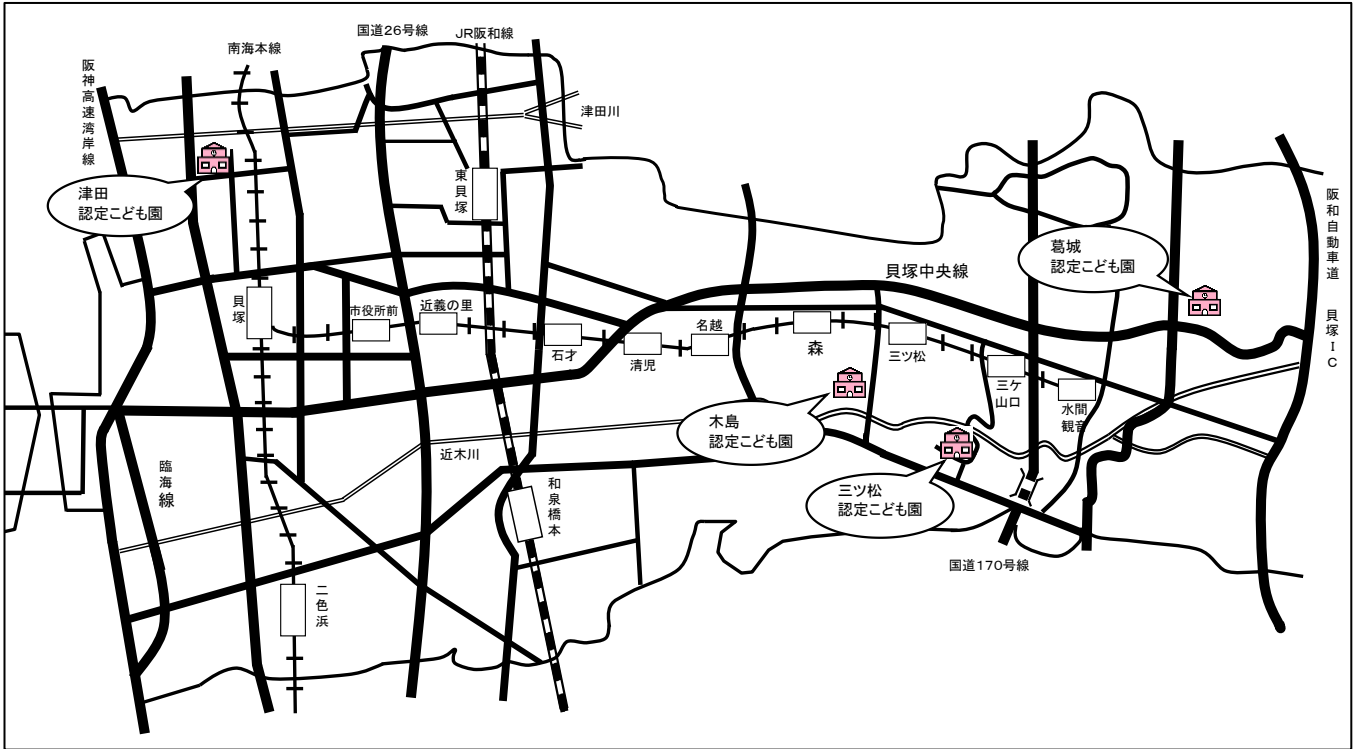 国道26号線
JR阪和線
南海本線
阪神高速湾岸線
津田川
津田
認定こども園
東貝塚
阪和自動車道 貝塚IC
葛城
認定こども園
貝塚中央線
貝塚
市役所前
近義の里
石才
清児
名越
森
三ツ松
三ケ
山口
水間
観音
木島
認定こども園
近木川
臨海線
和泉橋本
三ツ松
認定こども園
国道170号線
二色浜